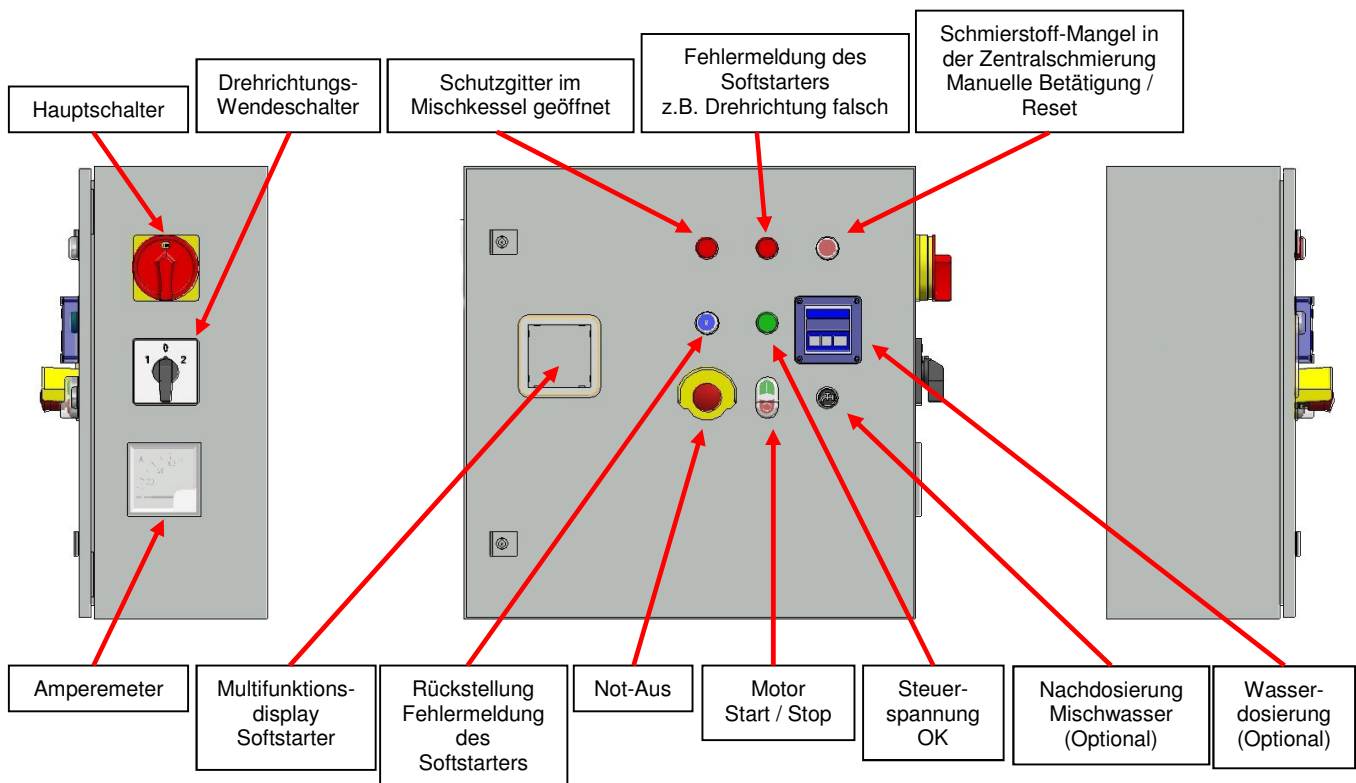 Hauptschalter
Drehrichtungs-
Wendeschalter
Schutzgitter im
Mischkessel geöffnet
Fehlermeldung des
Softstarters
z.B. Drehrichtung falsch
Schmierstoff-Mangel in
der Zentralschmierung
Manuelle Betätigung /
Reset
1 0 2
A
Amperemeter
Multifunktions-
display
Softstarter
Rückstellung
Fehlermeldung
des
Softstarters
Not-Aus
Motor
Start / Stop
Steuer-
spannung
OK
Nachdosierung
Mischwasser
(Optional)
Wasser-
dosierung
(Optional)